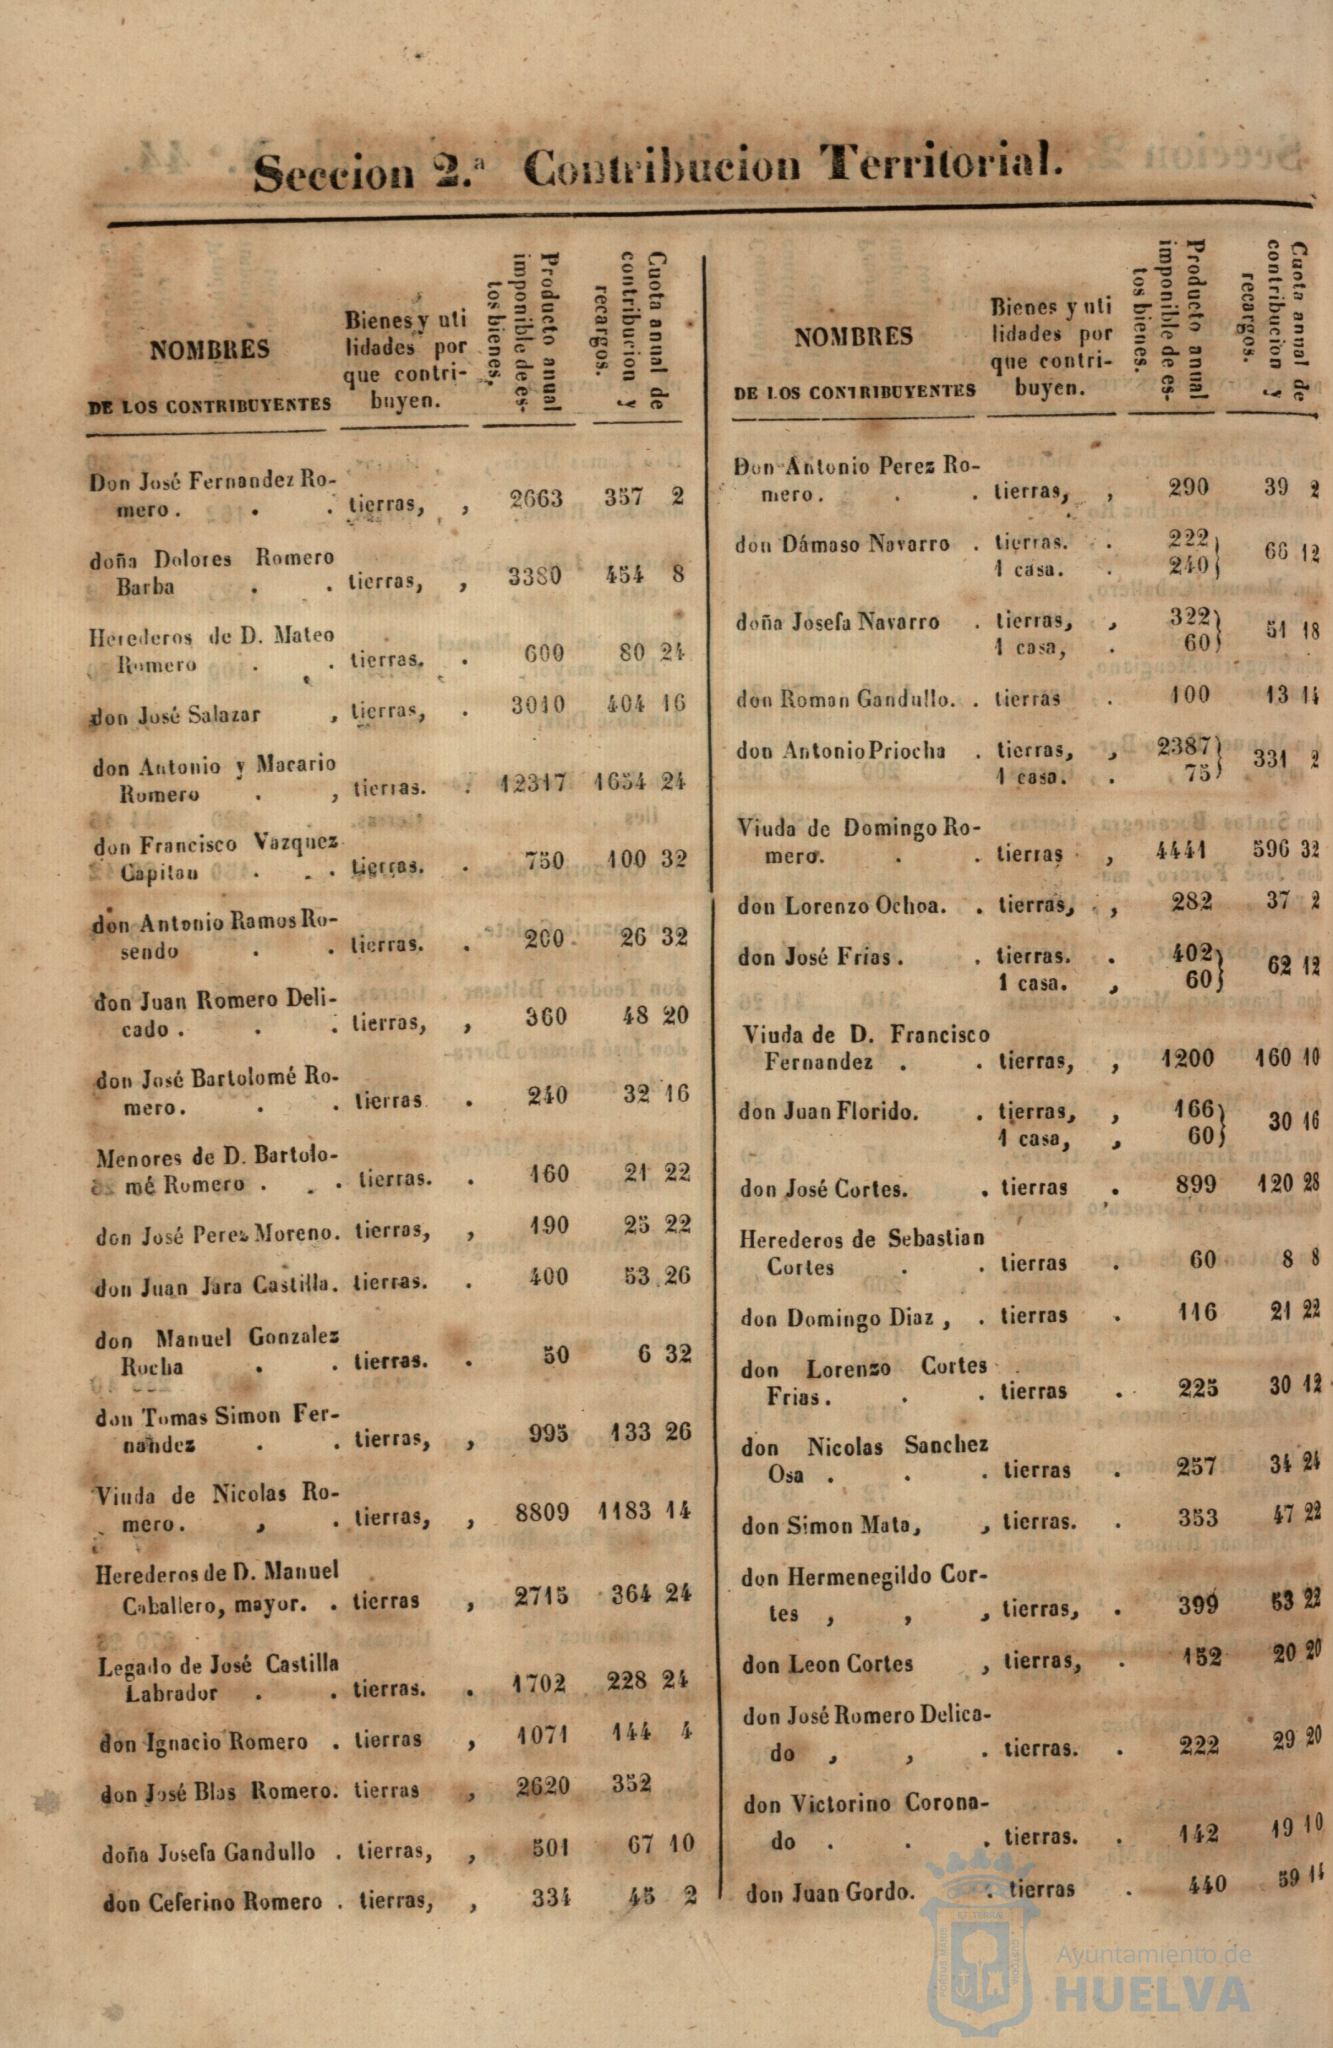 Seccion 2.ª Contribucion Territorial.
NOMBRES
DE LOS CONTRIBUYENTES
Bienes y uti
lidades por
que contri-
buyen.
Producto anual
imponible de es-
tos bienes,
Cuota anual de
contribucion y
recargos.
Don José Fernandez Ro-
mero . . . tierras, , 2663 357 2
doña Dolores Romero
Barba . . tierras, , 3380 454 8
Herederos de D. Mateo
Romero . . tierras. . 600 80 24
don José Salazar , tierras, . 3010 404 16
don Antonio y Macario
Romero . , tierras. . 12317 1654 24
don Francisco Vazquez
Capitan . . . tierras. . 750 100 32
don Antonio Ramos Ro-
sendo . . tierras. . 200 26 32
don Juan Romero Deli-
cado . . . tierras, , 360 48 20
don José Bartolomé Ro-
mero. . . tierras . 240 32 16
Menores de D. Bartolo-
mé Romero . . . tierras. . 160 21 22
don José Perez Moreno. tierras, , 190 25 22
don Juan Jara Castilla. tierras. . 400 53 26
don Manuel Gonzalez
Rocha . . tierras. . 50 6 32
don Tomas Simon Fer-
nandez . . tierras, , 995 133 26
Viuda de Nicolas Ro-
mero. , . tierras, , 8809 1183 14
Herederos de D. Manuel
Caballero, mayor. . tierras , 2715 364 24
Legado de José Castilla
Labrador . . tierras. . 1702 228 24
don Ignacio Romero . tierras , 1071 144 4
don José Blas Romero. tierras , 2620 352
doña Josefa Gandullo . tierras, , 501 67 10
don Ceferino Romero . tierras, , 334 45 2
NOMBRES
DE LOS CONTRIBUYENTES
Bienes y uti
lidades por
que contri-
buyen.
Producto anual
imponible de es-
tos bienes.
Cuota anual de
contribucion y
recargos.
Don Antonio Perez Ro-
mero . . . tierras, , 290 39 2
don Dámaso Navarro . tierras. . 222} 66 12
1 casa. . 240}
doña Josefa Navarro . tierras, , 322} 51 18
1 casa, . 60}
don Roman Gandullo. . tierras . 100 13 14
don Antonio Priocha . tierras, , 2387} 331 2
1 casa. . 75}
Viuda de Domingo Ro-
mero. . . tierras , 4441 596 32
don Lorenzo Ochoa. . tierras, , 282 37 2
don José Frias . . tierras. . 402} 62 12
1 casa. , 60}
Viuda de D. Francisco
Fernandez . . tierras, , 1200 160 10
don Juan Florido. . tierras, , 166} 30 16
1 casa, , 60}
don José Cortes. . tierras . 899 120 28
Herederos de Sebastian
Cortes . . tierras . 60 8 8
don Domingo Diaz , . tierras . 116 21 22
don Lorenzo Cortes
Frias. . . tierras . 225 30 12
don Nicolas Sanchez
Osa . . . tierras . 257 34 24
don Simon Mata, , tierras. . 353 47 22
don Hermenegildo Cor-
tes , , , tierras, . 399 53 22
don Leon Cortes , tierras, . 152 20 20
don José Romero Delica-
do , , . tierras. . 222 29 20
don Victorino Corona-
do . . . tierras. . 142 19 10
don Juan Gordo. . tierras . 440 59 14
Ayuntamiento de
HUELVA